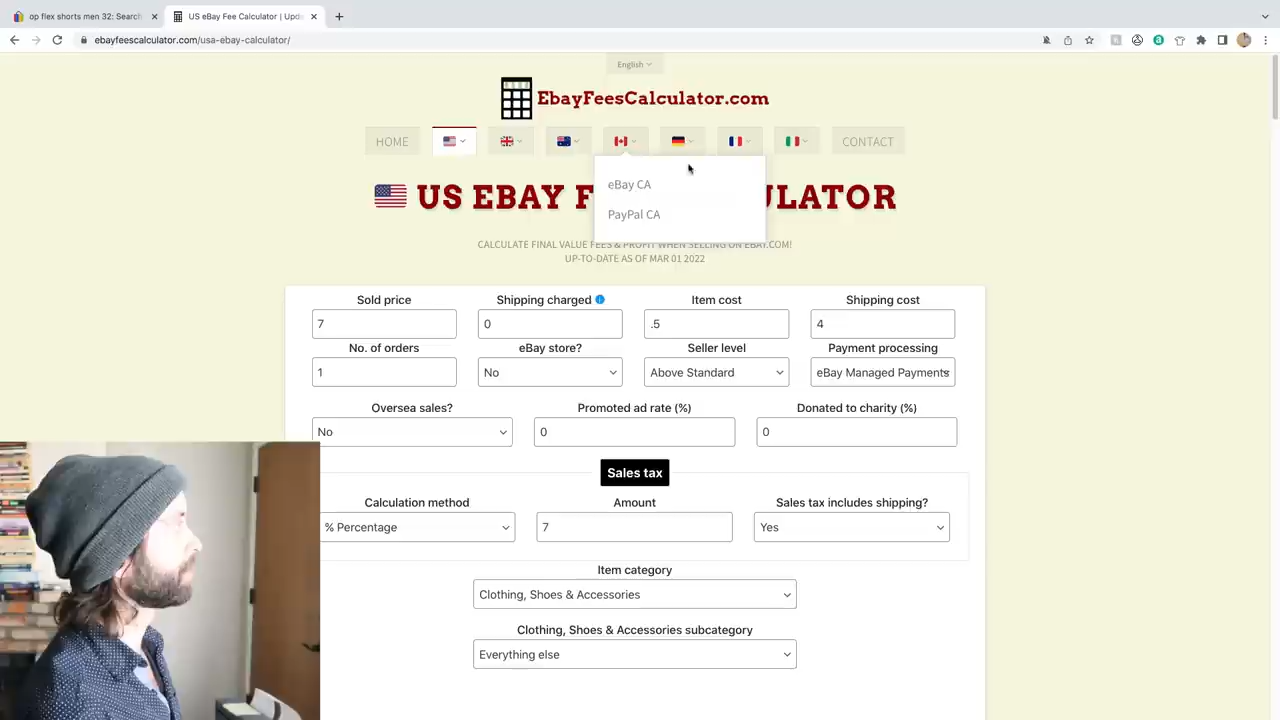 op flex shorts men 32: Search
US eBay Fee Calculator | Upda
ebayfeescalculator.com/usa-ebay-calculator/
English
EbayFeesCalculator.com
HOME
CONTACT
eBay CA
PayPal CA
US EBAY F
LATOR
CALCULATE FINAL VALUE FEES & PROFIT WHEN SELLING ON EBAY.COM!
UP-TO-DATE AS OF MAR 01 2022
Sold price Shipping charged Item cost Shipping cost
7 0 .5 4
No. of orders eBay store? Seller level Payment processing
1 No Above Standard eBay Managed Payments
Oversea sales? Promoted ad rate (%) Donated to charity (%)
No 0 0
Sales tax
Calculation method Amount Sales tax includes shipping?
% Percentage 7 Yes
Item category
Clothing, Shoes & Accessories
Clothing, Shoes & Accessories subcategory
Everything else